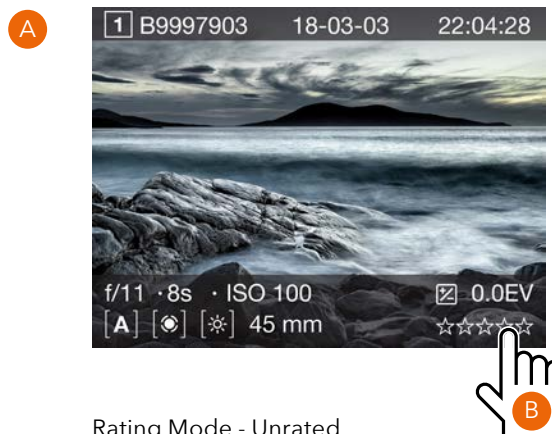 A
1 B9997903 18-03-03 22:04:28
f/11 · 8s · ISO 100 0.0EV
[A] 45 mm
B
Rating Mode - Unrated